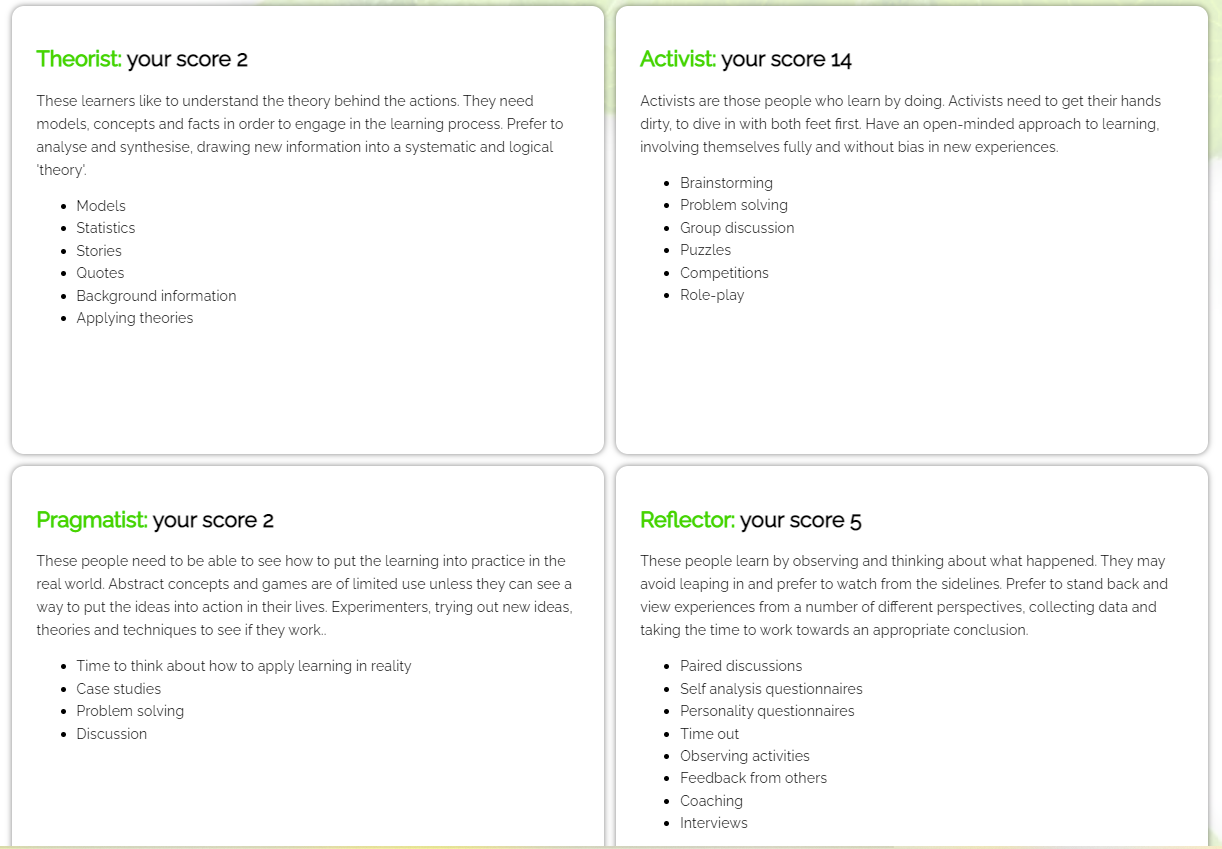 Theorist: your score 2
These learners like to understand the theory behind the actions. They need
models, concepts and facts in order to engage in the learning process. Prefer to
analyse and synthesise, drawing new information into a systematic and logical
'theory'.
• Models
• Statistics
• Stories
• Quotes
• Background information
• Applying theories
Activist: your score 14
Activists are those people who learn by doing. Activists need to get their hands
dirty, to dive in with both feet first. Have an open-minded approach to learning,
involving themselves fully and without bias in new experiences.
• Brainstorming
• Problem solving
• Group discussion
• Puzzles
• Competitions
• Role-play
Pragmatist: your score 2
These people need to be able to see how to put the learning into practice in the
real world. Abstract concepts and games are of limited use unless they can see a
way to put the ideas into action in their lives. Experimenters, trying out new ideas,
theories and techniques to see if they work..
• Time to think about how to apply learning in reality
• Case studies
• Problem solving
• Discussion
Reflector: your score 5
These people learn by observing and thinking about what happened. They may
avoid leaping in and prefer to watch from the sidelines. Prefer to stand back and
view experiences from a number of different perspectives, collecting data and
taking the time to work towards an appropriate conclusion.
• Paired discussions
• Self analysis questionnaires
• Personality questionnaires
• Time out
• Observing activities
• Feedback from others
• Coaching
• Interviews